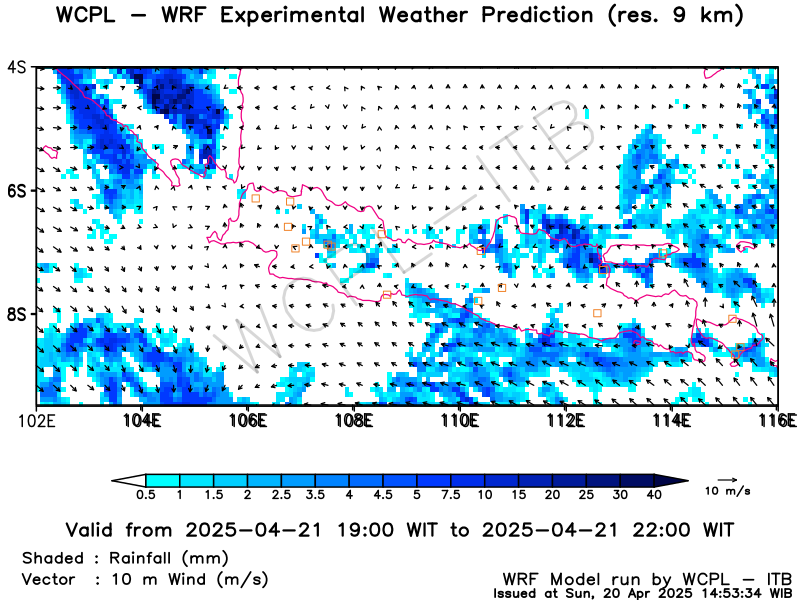 WCPL – WRF Experimental Weather Prediction (res. 9 km)
4S
6S
8S
WCPL–ITB
102E 104E 106E 108E 110E 112E 114E 116E
0.5 1 1.5 2 2.5 3.5 4 4.5 5 7.5 10 15 20 25 30 40
10 m/s
Valid from 2025–04–21 19:00 WIT to 2025–04–21 22:00 WIT
Shaded : Rainfall (mm)
Vector : 10 m Wind (m/s)
WRF Model run by WCPL – ITB
Issued at Sun, 20 Apr 2025 14:53:34 WIB